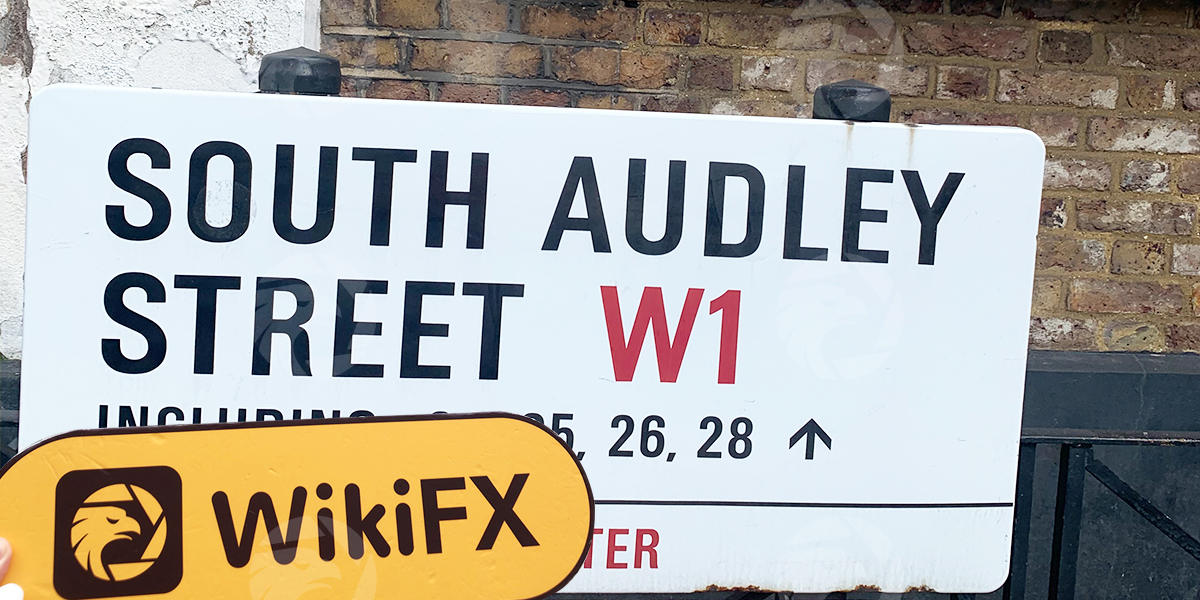 SOUTH AUDLEY
STREET W1
INCLUDING 25, 26, 28 ↑
WikiFX
TER